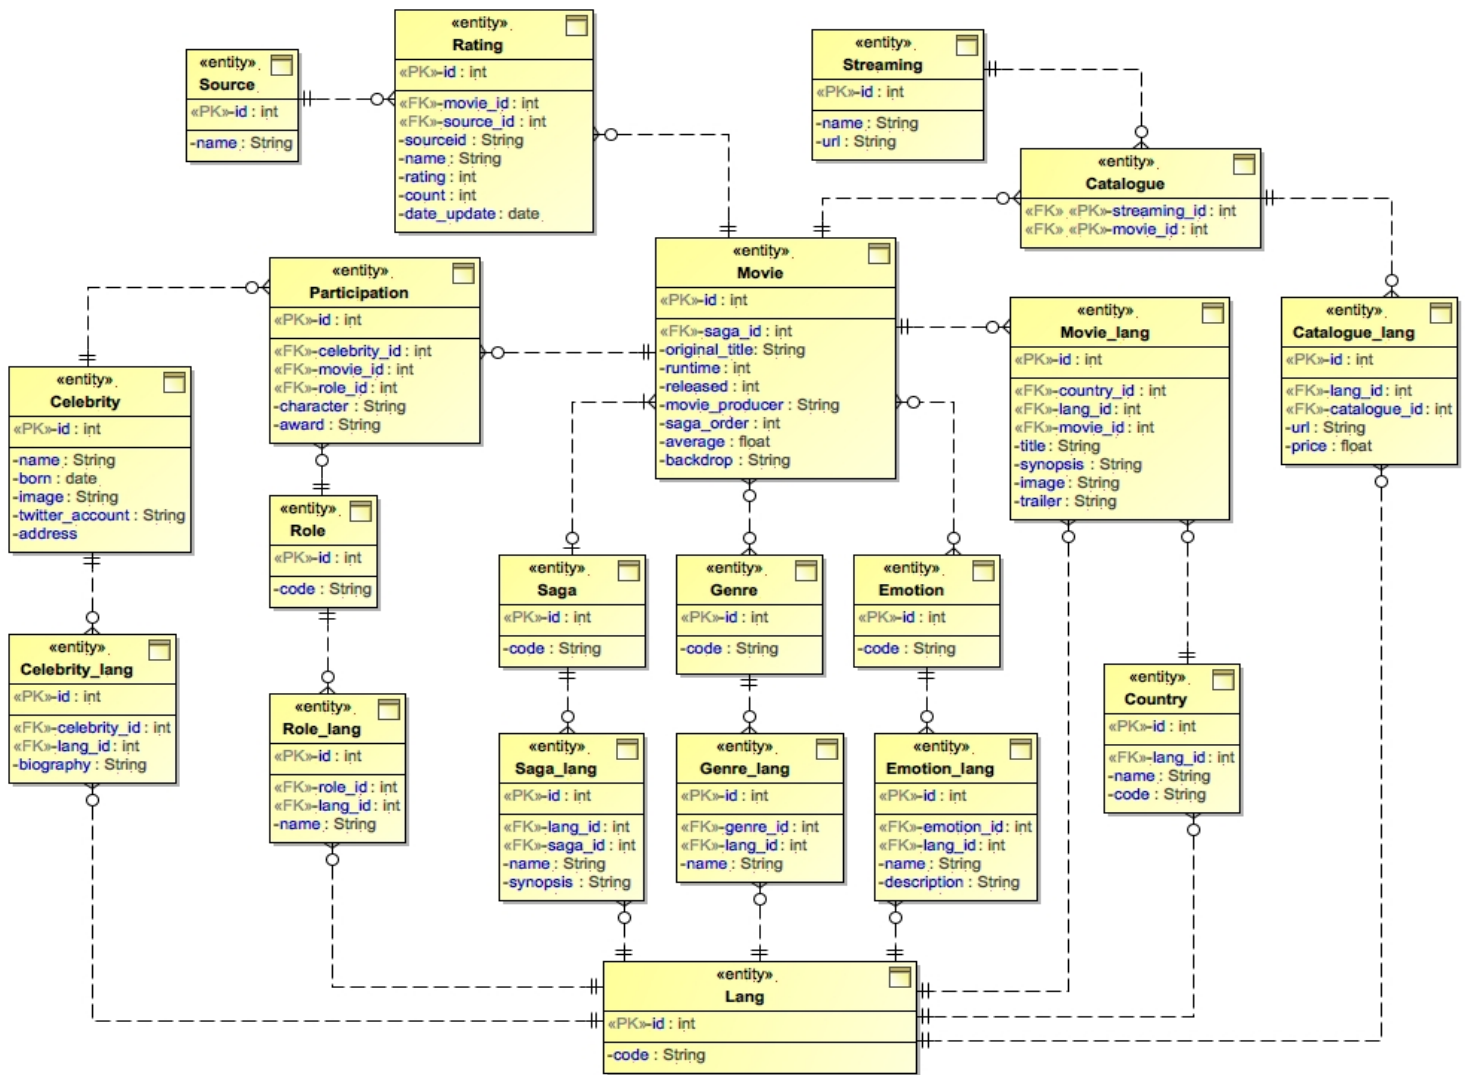 «entity»
Source
«PK»-id : int
-name : String
«entity»
Rating
«PK»-id : int
«FK»-movie_id : int
«FK»-source_id : int
-sourceid : String
-name : String
-rating : int
-count : int
-date_update : date
«entity»
Streaming
«PK»-id : int
-name : String
-url : String
«entity»
Catalogue
«FK» «PK»-streaming_id : int
«FK» «PK»-movie_id : int
«entity»
Participation
«PK»-id : int
«FK»-celebrity_id : int
«FK»-movie_id : int
«FK»-role_id : int
-character : String
-award : String
«entity»
Movie
«PK»-id : int
«FK»-saga_id : int
-original_title: String
-runtime : int
-released : int
-movie_producer : String
-saga_order : int
-average : float
-backdrop : String
«entity»
Movie_lang
«PK»-id : int
«FK»-country_id : int
«FK»-lang_id : int
«FK»-movie_id : int
-title : String
-synopsis : String
-image : String
-trailer : String
«entity»
Catalogue_lang
«PK»-id : int
«FK»-lang_id : int
«FK»-catalogue_id : int
-url : String
-price : float
«entity»
Celebrity
«PK»-id : int
-name : String
-born : date
-image : String
-twitter_account : String
-address
«entity»
Role
«PK»-id : int
-code : String
«entity»
Saga
«PK»-id : int
-code : String
«entity»
Genre
«PK»-id : int
-code : String
«entity»
Emotion
«PK»-id : int
-code : String
«entity»
Celebrity_lang
«PK»-id : int
«FK»-celebrity_id : int
«FK»-lang_id : int
-biography : String
«entity»
Role_lang
«PK»-id : int
«FK»-role_id : int
«FK»-lang_id : int
-name : String
«entity»
Saga_lang
«PK»-id : int
«FK»-lang_id : int
«FK»-saga_id : int
-name : String
-synopsis : String
«entity»
Genre_lang
«PK»-id : int
«FK»-genre_id : int
«FK»-lang_id : int
-name : String
«entity»
Emotion_lang
«PK»-id : int
«FK»-emotion_id : int
«FK»-lang_id : int
-name : String
-description : String
«entity»
Country
«PK»-id : int
«FK»-lang_id : int
-name : String
-code : String
«entity»
Lang
«PK»-id : int
-code : String